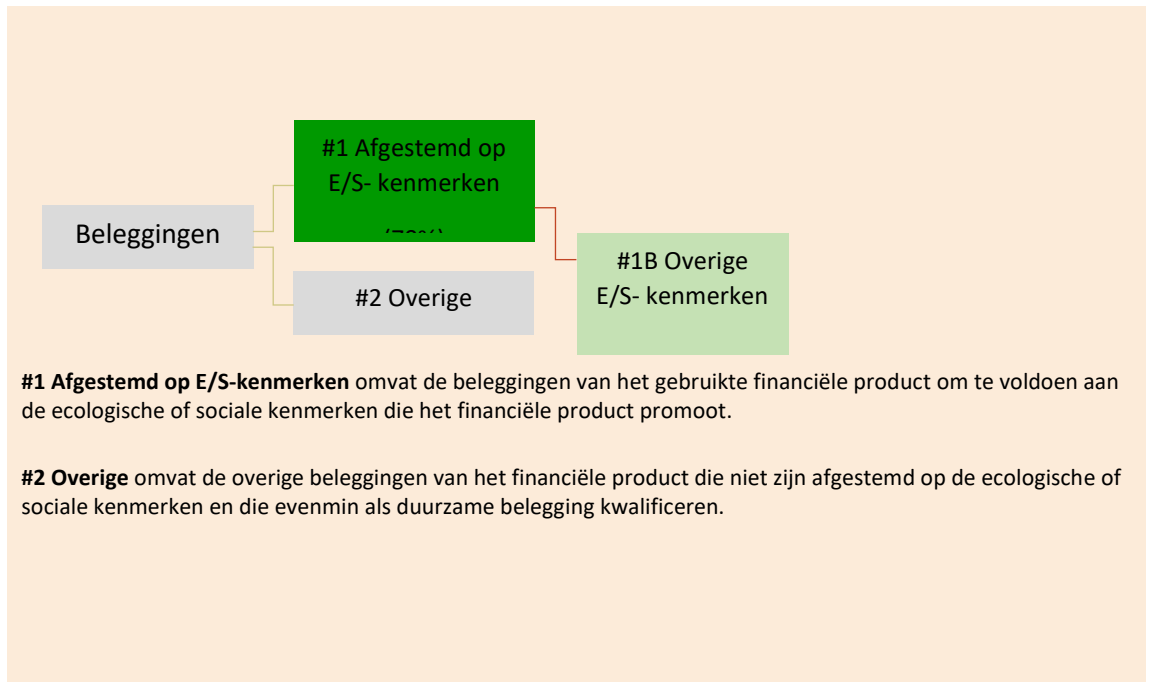 #1 Afgestemd op
E/S- kenmerken
Beleggingen
#2 Overige
#1B Overige
E/S- kenmerken
#1 Afgestemd op E/S-kenmerken omvat de beleggingen van het gebruikte financiële product om te voldoen aan
de ecologische of sociale kenmerken die het financiële product promoot.
#2 Overige omvat de overige beleggingen van het financiële product die niet zijn afgestemd op de ecologische of
sociale kenmerken en die evenmin als duurzame belegging kwalificeren.